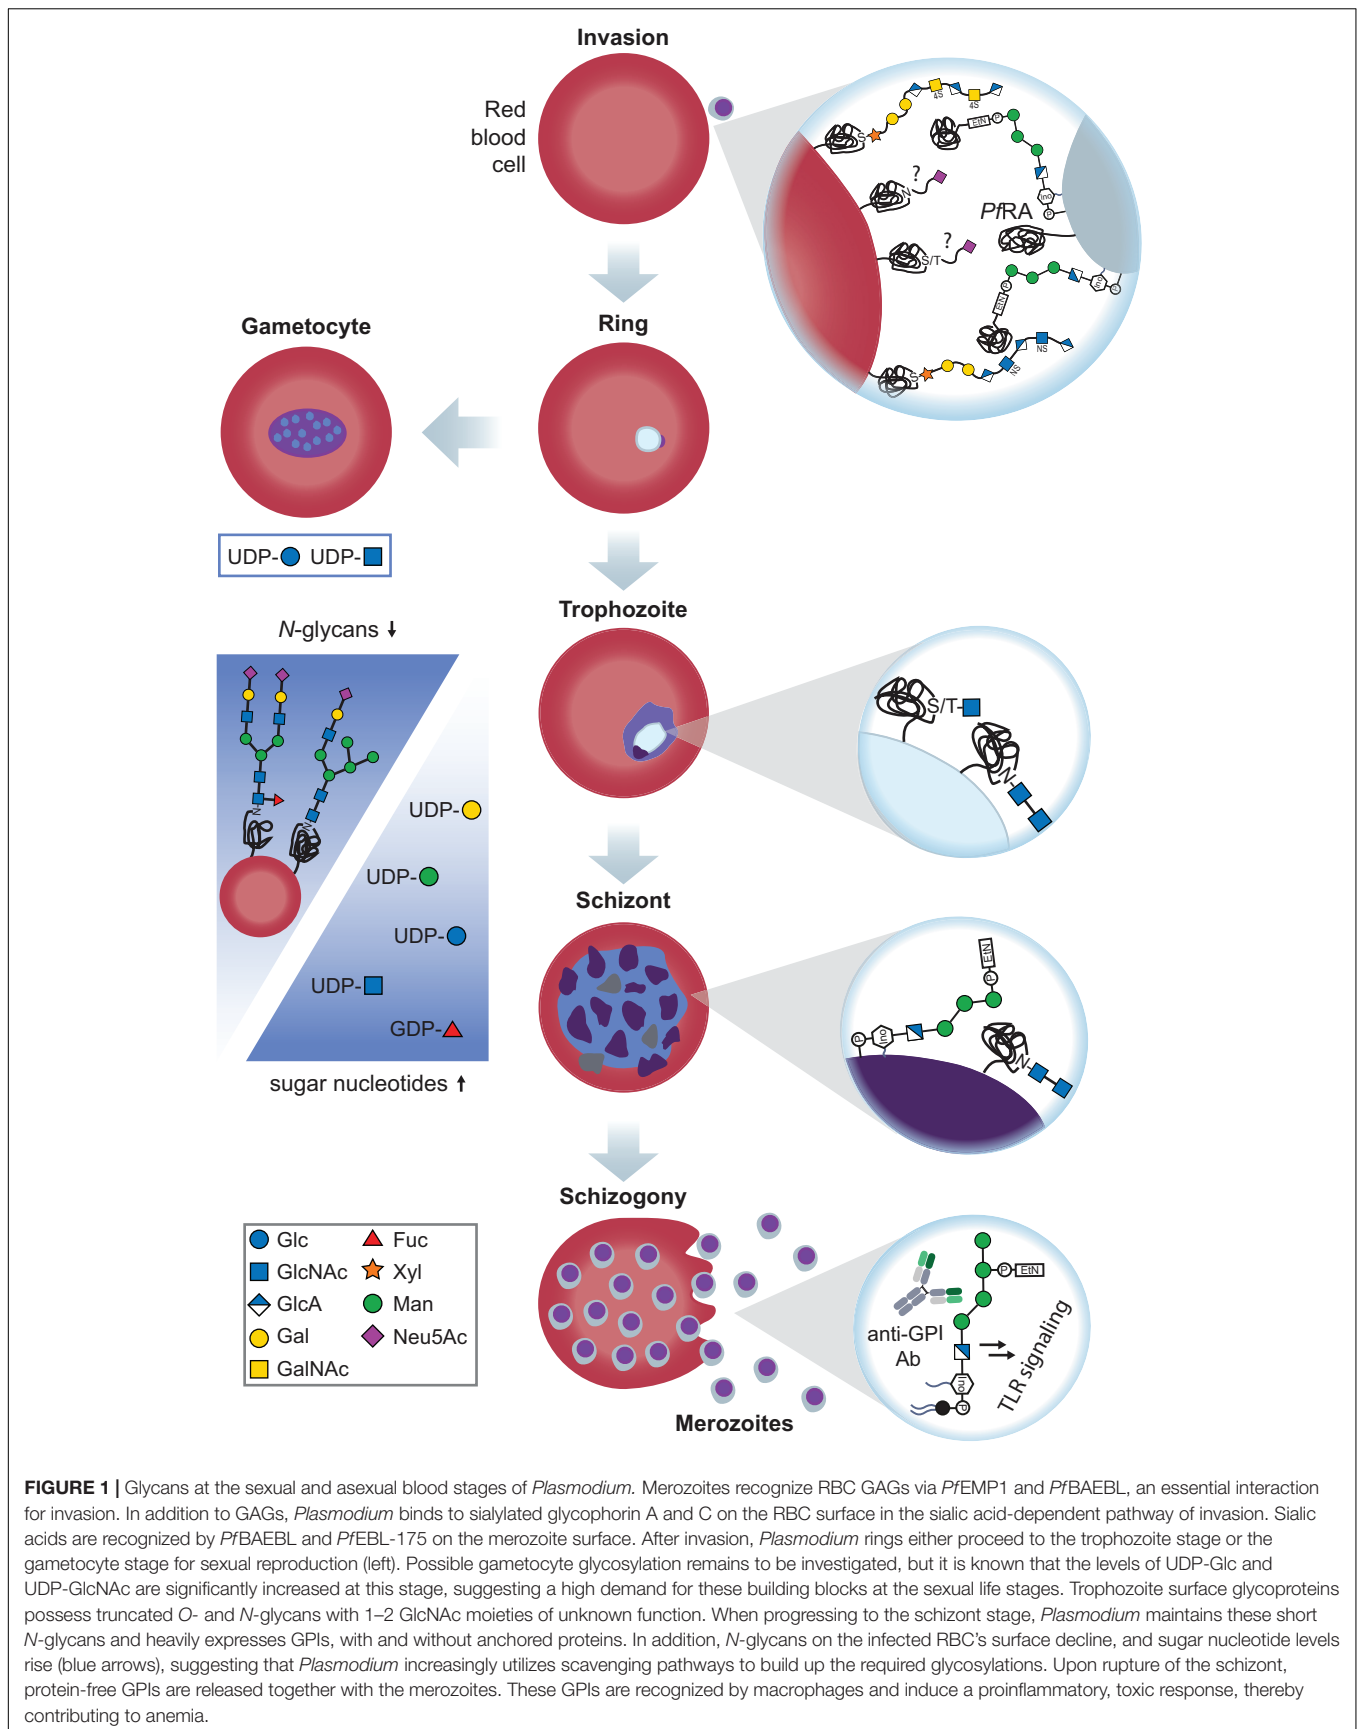 Invasion
Red
blood
cell
S
4S
4S
EtN
P
N
?
Ino
P
PfRA
S/T
?
P
EtN
Ino
P
S
NS
NS
Gametocyte
Ring
UDP- UDP-
Trophozoite
N-glycans ↓
S/T
N
N
N
UDP-
UDP-
UDP-
UDP-
GDP-
sugar nucleotides ↑
Schizont
EtN
P
P
Ino
N
Schizogony
Glc
GlcNAc
GlcA
Gal
GalNAc
Fuc
Xyl
Man
Neu5Ac
P
EtN
anti-GPI
Ab
TLR signaling
Ino
P
Merozoites
FIGURE 1 | Glycans at the sexual and asexual blood stages of Plasmodium. Merozoites recognize RBC GAGs via PfEMP1 and PfBAEBL, an essential interaction
for invasion. In addition to GAGs, Plasmodium binds to sialylated glycophorin A and C on the RBC surface in the sialic acid-dependent pathway of invasion. Sialic
acids are recognized by PfBAEBL and PfEBL-175 on the merozoite surface. After invasion, Plasmodium rings either proceed to the trophozoite stage or the
gametocyte stage for sexual reproduction (left). Possible gametocyte glycosylation remains to be investigated, but it is known that the levels of UDP-Glc and
UDP-GlcNAc are significantly increased at this stage, suggesting a high demand for these building blocks at the sexual life stages. Trophozoite surface glycoproteins
possess truncated O- and N-glycans with 1–2 GlcNAc moieties of unknown function. When progressing to the schizont stage, Plasmodium maintains these short
N-glycans and heavily expresses GPIs, with and without anchored proteins. In addition, N-glycans on the infected RBC's surface decline, and sugar nucleotide levels
rise (blue arrows), suggesting that Plasmodium increasingly utilizes scavenging pathways to build up the required glycosylations. Upon rupture of the schizont,
protein-free GPIs are released together with the merozoites. These GPIs are recognized by macrophages and induce a proinflammatory, toxic response, thereby
contributing to anemia.